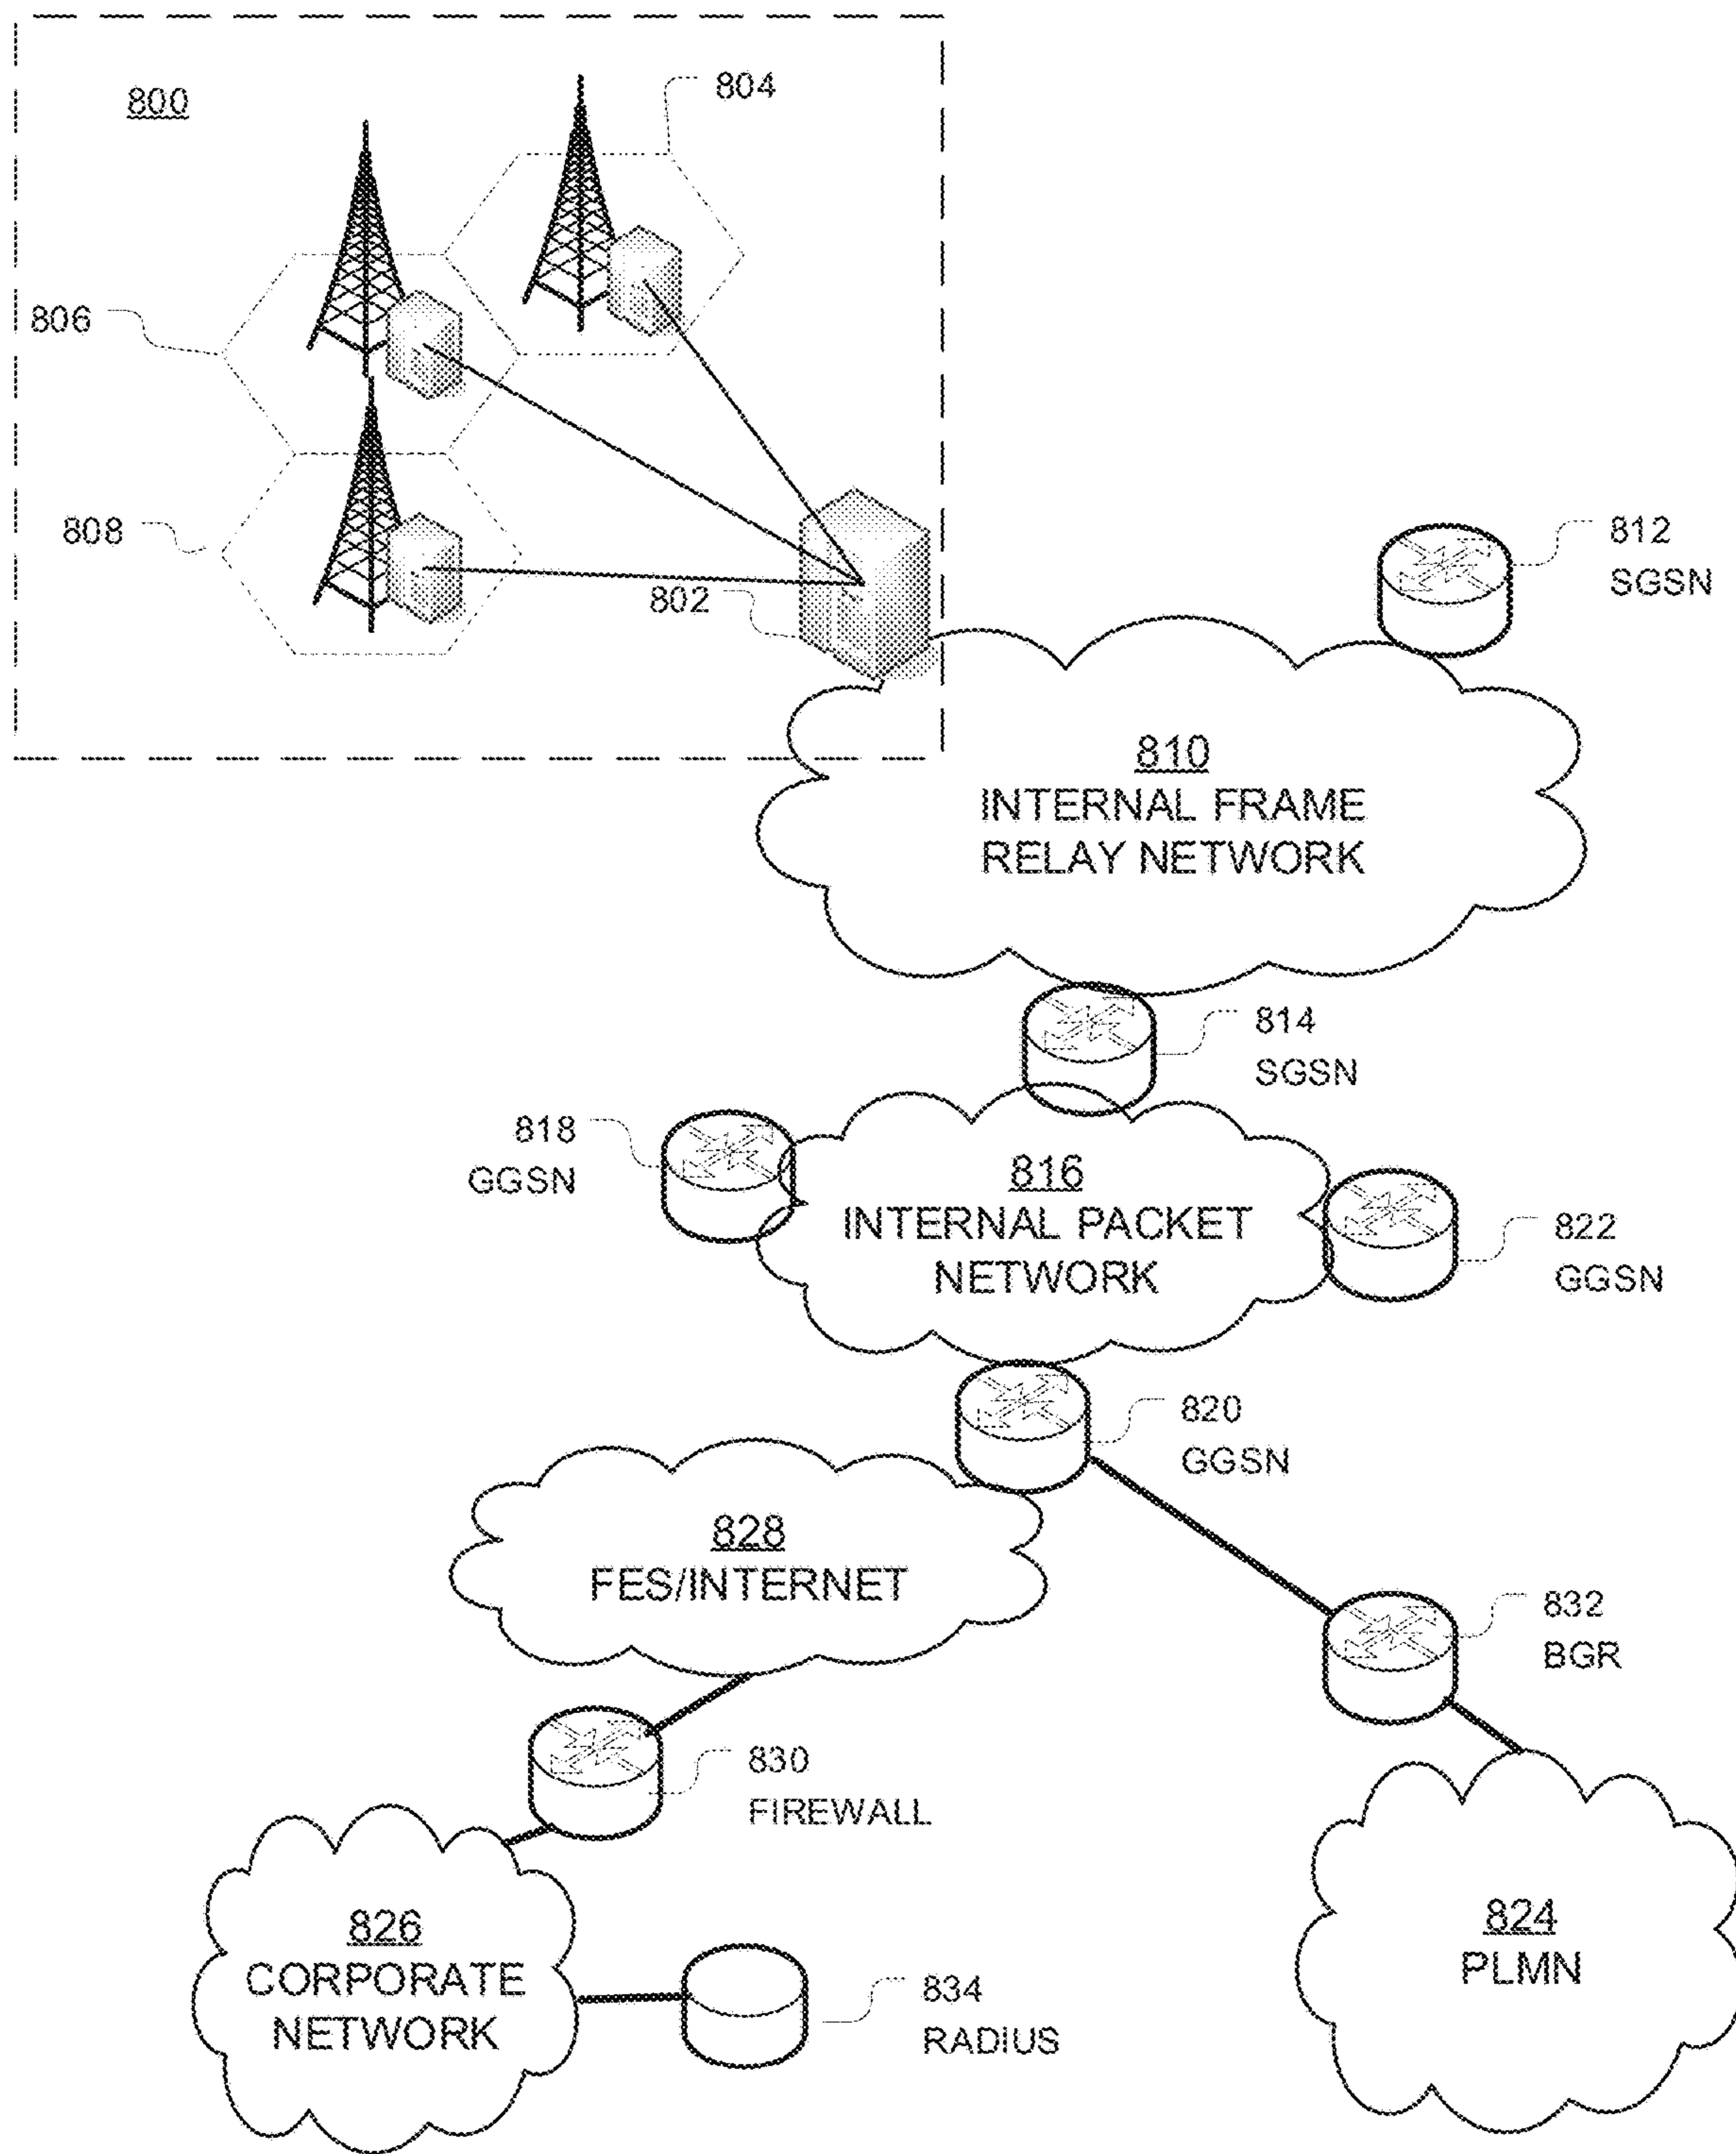 800
804
806
808
802
812
SGSN
810
INTERNAL FRAME
RELAY NETWORK
814
SGSN
818
GGSN
816
INTERNAL PACKET
NETWORK
822
GGSN
820
GGSN
828
FES/INTERNET
832
BGR
830
FIREWALL
826
CORPORATE
NETWORK
824
PLMN
834
RADIUS